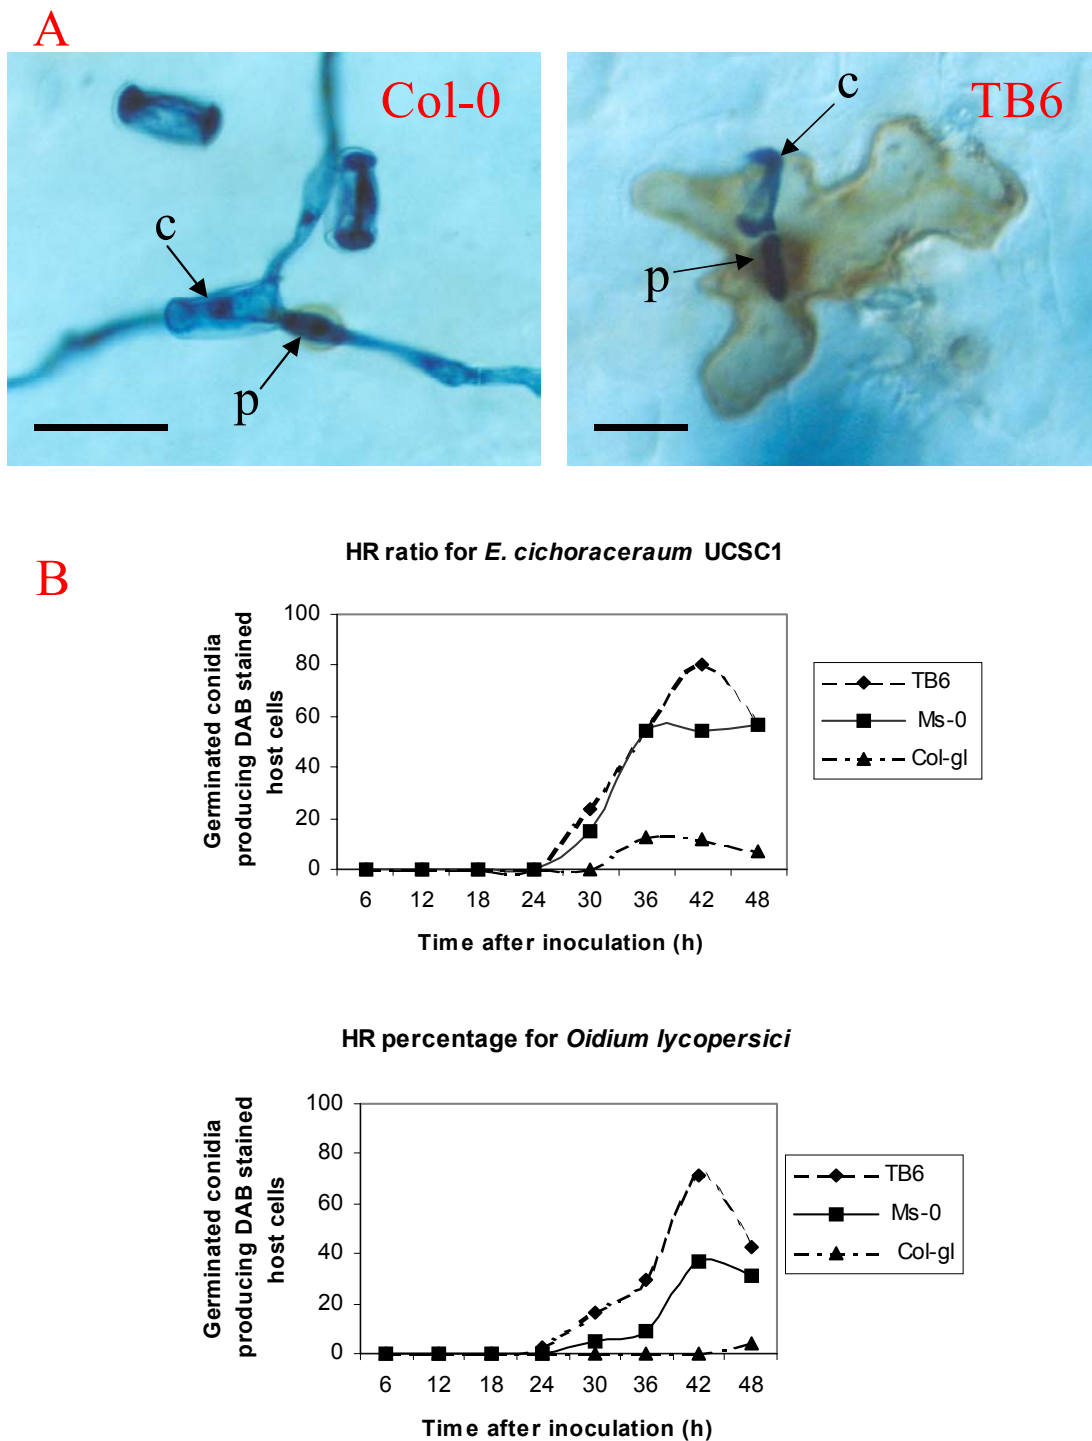 A
Col-0
c
p
TB6
c
p
B
HR ratio for E. cichoraceraum UCSC1
Germinated conidia
producing DAB stained
host cells
100
80
60
40
20
0
6 12 18 24 30 36 42 48
Time after inoculation (h)
TB6
Ms-0
Col-gl
HR percentage for Oidium lycopersici
Germinated conidia
producing DAB stained
host cells
100
80
60
40
20
0
6 12 18 24 30 36 42 48
Time after inoculation (h)
TB6
Ms-0
Col-gl